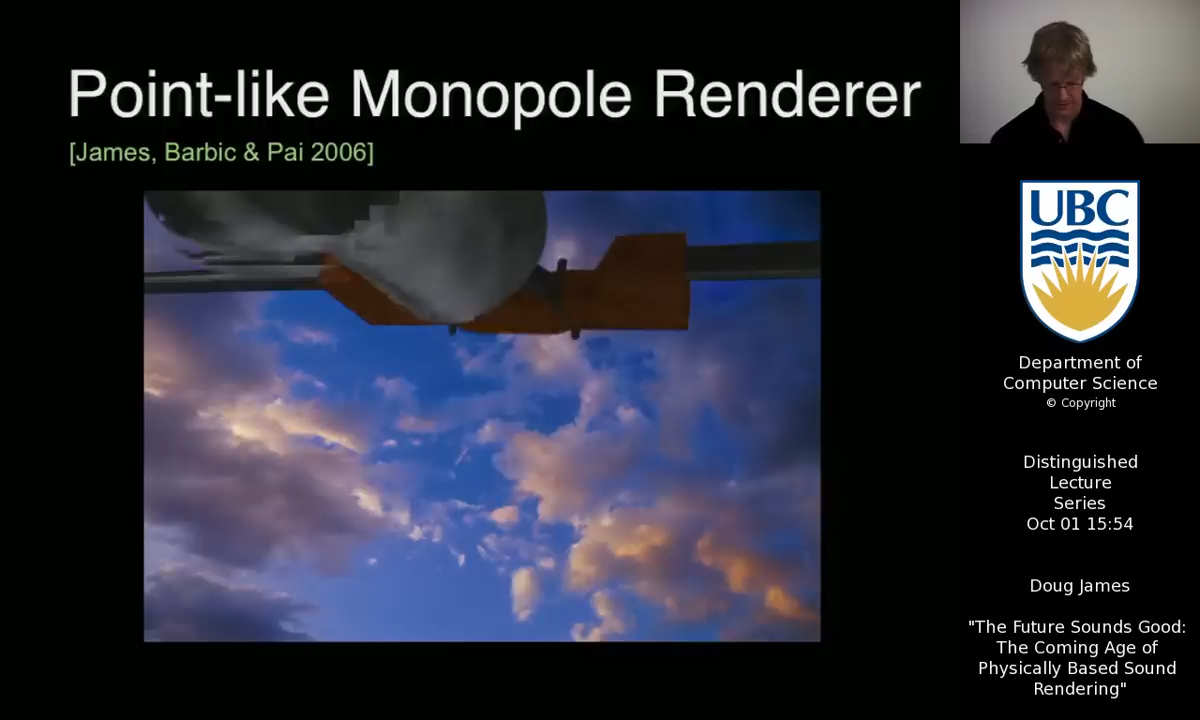 Point-like Monopole Renderer
[James, Barbic & Pai 2006]
UBC
Department of
Computer Science
© Copyright
Distinguished
Lecture
Series
Oct 01 15:54
Doug James
"The Future Sounds Good:
The Coming Age of
Physically Based Sound
Rendering"